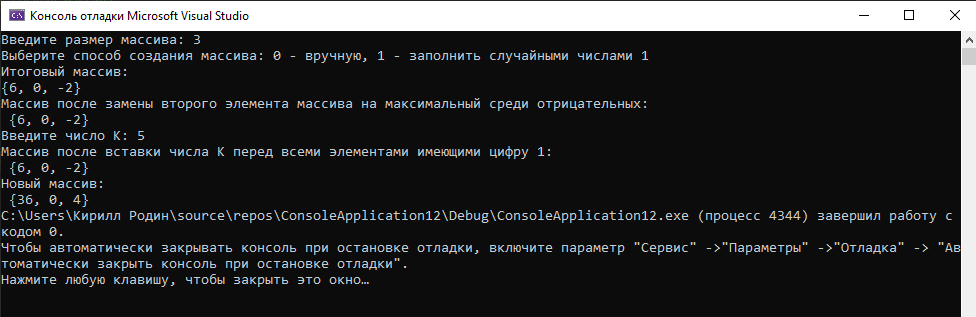 Консоль отладки Microsoft Visual Studio
Введите размер массива: 3
Выберите способ создания массива: 0 - вручную, 1 - заполнить случайными числами 1
Итоговый массив:
{6, 0, -2}
Массив после замены второго элемента массива на максимальный среди отрицательных:
{6, 0, -2}
Введите число K: 5
Массив после вставки числа K перед всеми элементами имеющими цифру 1:
{6, 0, -2}
Новый массив:
{36, 0, 4}
C:\Users\Кирилл Родин\source\repos\ConsoleApplication12\Debug\ConsoleApplication12.exe (процесс 4344) завершил работу с
кодом 0.
Чтобы автоматически закрывать консоль при остановке отладки, включите параметр "Сервис" ->"Параметры" ->"Отладка" -> "Ав
томатически закрыть консоль при остановке отладки".
Нажмите любую клавишу, чтобы закрыть это окно…